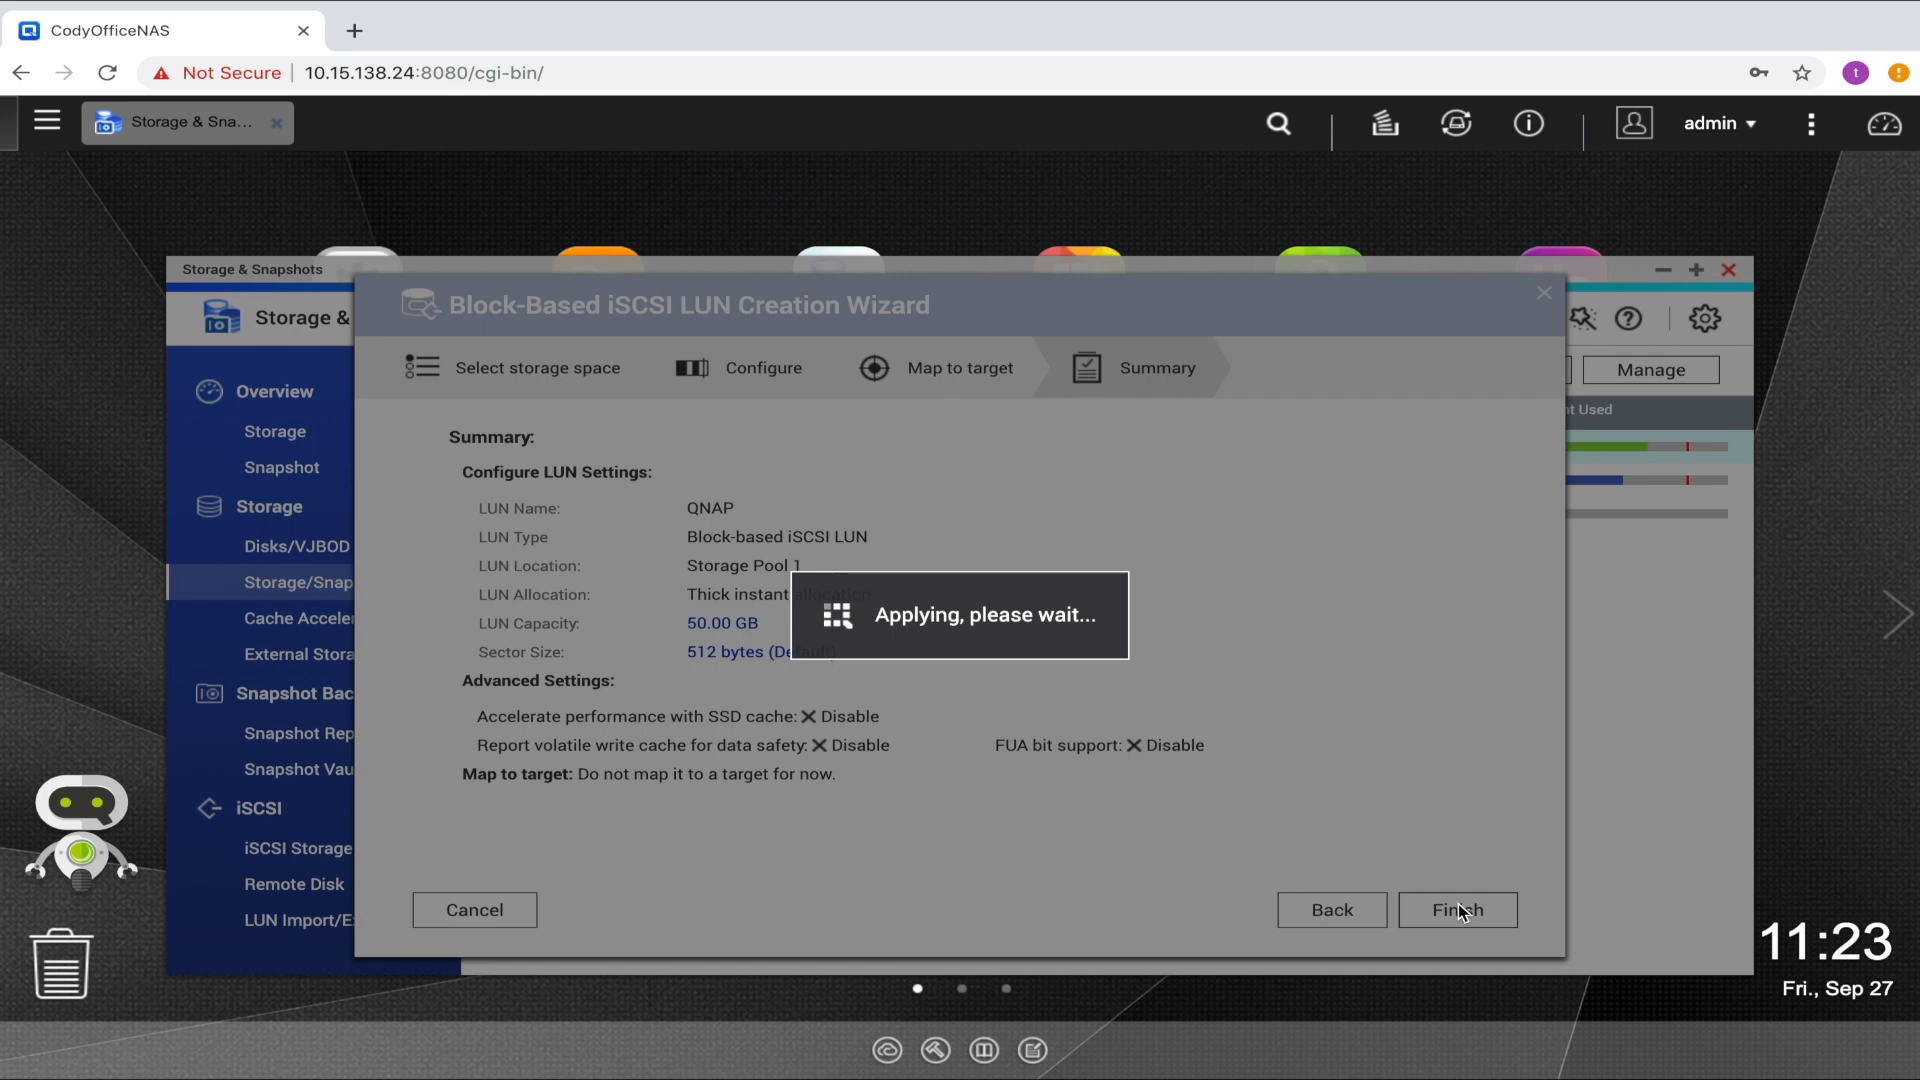 CodyOfficeNAS
Not Secure
10.15.138.24:8080/cgi-bin/
Storage & Sna...
admin
Storage & Snapshots
Storage &
Block-Based iSCSI LUN Creation Wizard
Select storage space
Configure
Map to target
Summary
Manage
nt Used
Overview
Storage
Snapshot
Storage
Disks/VJBOD
Storage/Snap
Cache Acceler
External Stora
Snapshot Bac
Snapshot Rep
Snapshot Vau
iSCSI
iSCSI Storage
Remote Disk
LUN Import/E
Summary:
Configure LUN Settings:
LUN Name: QNAP
LUN Type Block-based iSCSI LUN
LUN Location: Storage Pool 1
LUN Allocation: Thick instant allocation
LUN Capacity: 50.00 GB
Sector Size: 512 bytes (Default)
Applying, please wait...
Advanced Settings:
Accelerate performance with SSD cache: Disable
Report volatile write cache for data safety: Disable FUA bit support: Disable
Map to target: Do not map it to a target for now.
Cancel
Back
Finish
11:23
Fri., Sep 27
t